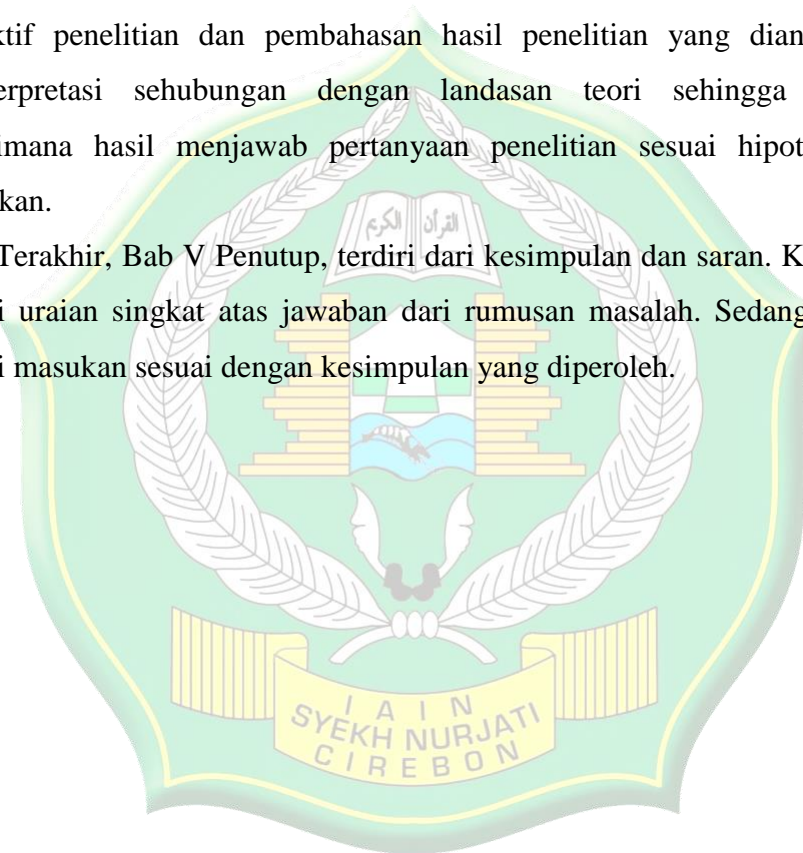 ktif penelitian dan pembahasan hasil penelitian yang dian
erpretasi sehubungan dengan landasan teori sehingga
imana hasil menjawab pertanyaan penelitian sesuai hipot
kan.
Terakhir, Bab V Penutup, terdiri dari kesimpulan dan saran. K
i uraian singkat atas jawaban dari rumusan masalah. Sedang
i masukan sesuai dengan kesimpulan yang diperoleh.
القرآن الكريم
IAIN
SYEKH NURJATI
CIREBON